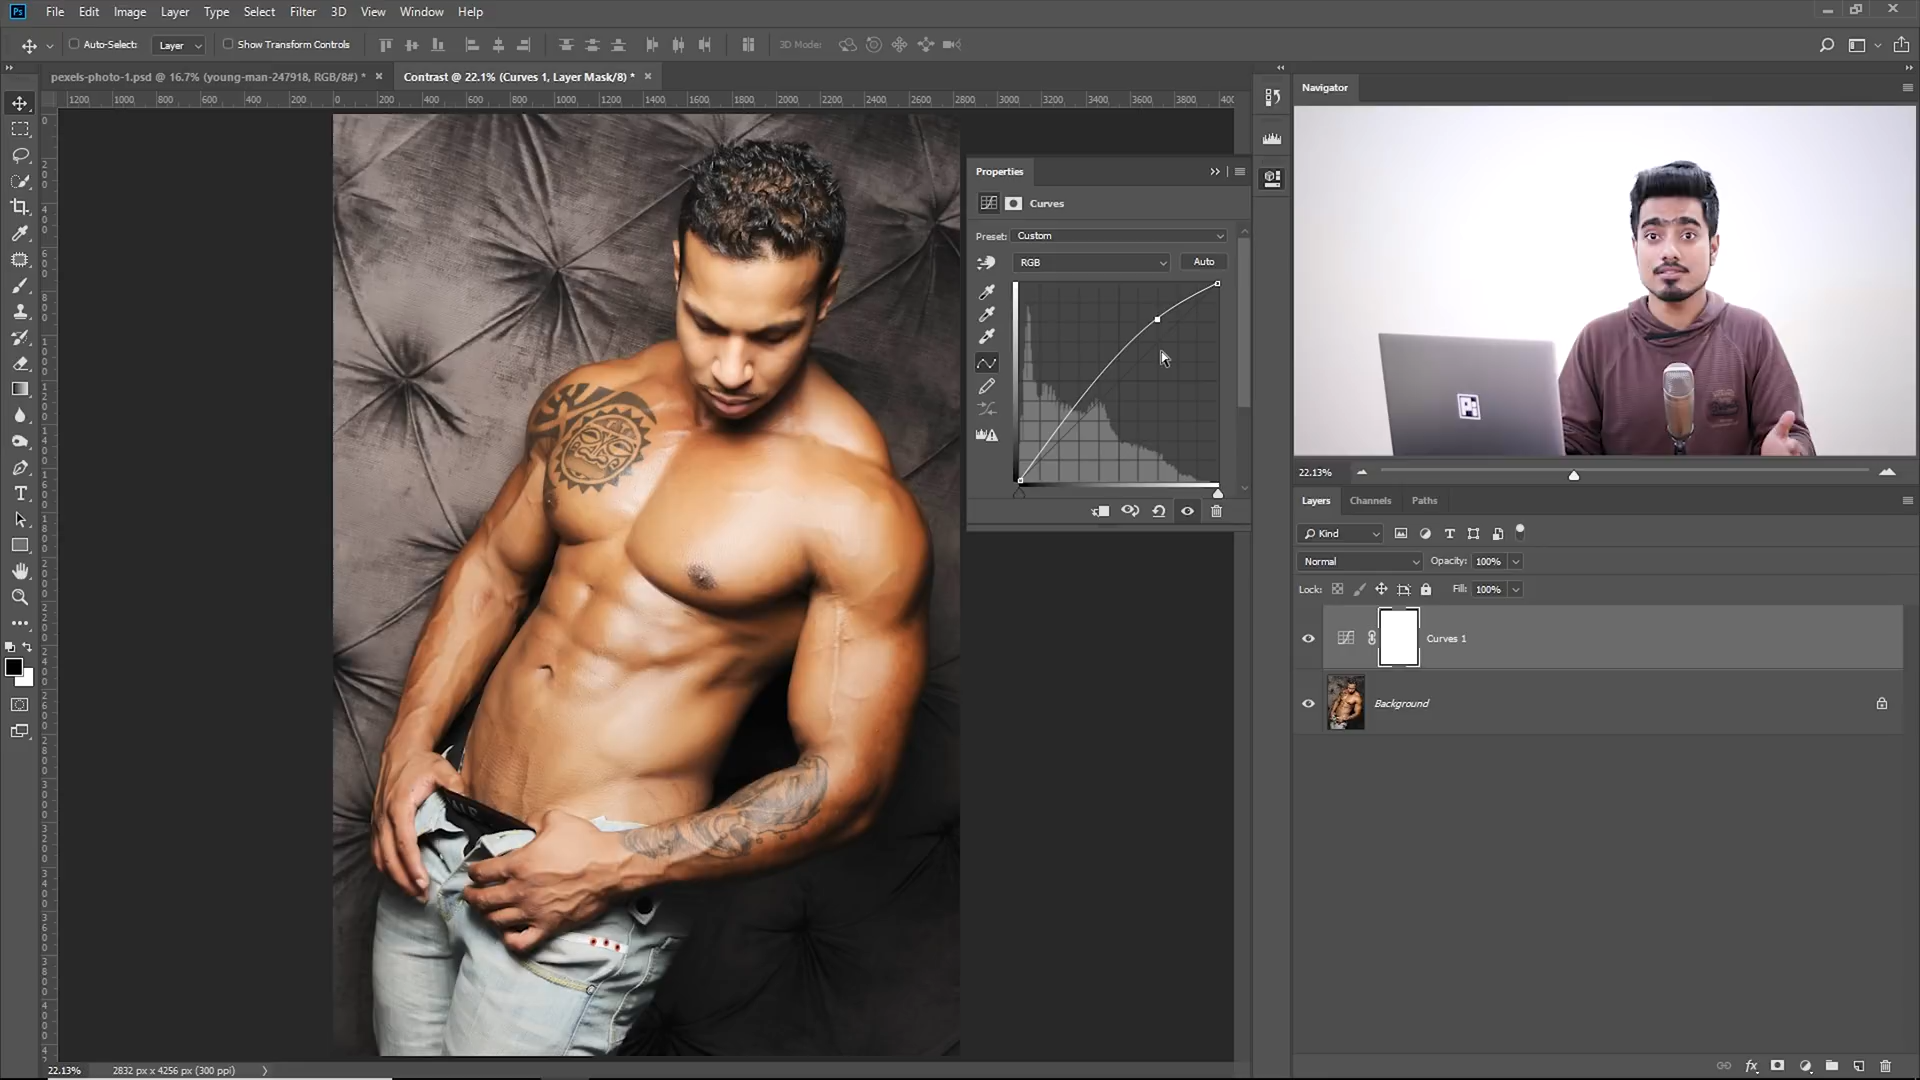 Ps File Edit Image Layer Type Select Filter 3D View Window Help
Auto-Select: Layer Show Transform Controls 3D Mode:
pexels-photo-1.psd @ 16.7% (young-man-247918, RGB/8#) * × Contrast @ 22.1% (Curves 1, Layer Mask/8) * ×
1200 1000 800 600 400 200 0 200 400 600 800 1000 1200 1400 1600 1800 2000 2200 2400 2600 2800 3000 3200 3400 3600 3800 400
Navigator
Properties
Curves
Preset: Custom
RGB Auto
22.13%
Layers Channels Paths
Kind
Normal Opacity: 100%
Lock: Fill: 100%
Curves 1
Background
22.13% 2832 px x 4256 px (300 ppi)